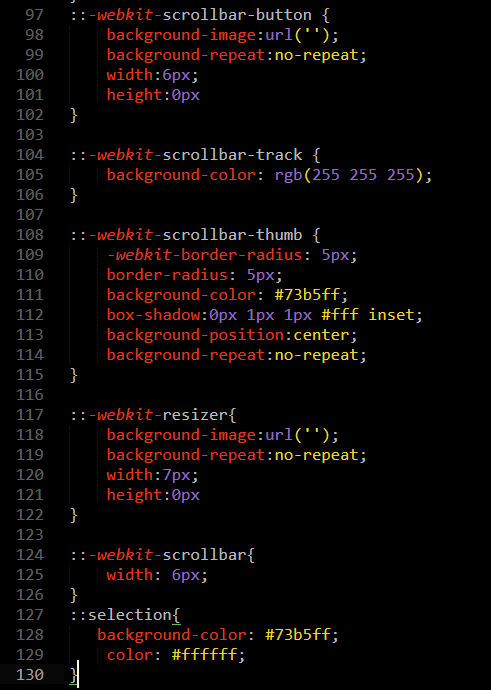 97 ::-webkit-scrollbar-button {
98     background-image:url('');
99     background-repeat:no-repeat;
100     width:6px;
101     height:0px
102 }
103
104 ::-webkit-scrollbar-track {
105     background-color: rgb(255 255 255);
106 }
107
108 ::-webkit-scrollbar-thumb {
109     -webkit-border-radius: 5px;
110     border-radius: 5px;
111     background-color: #73b5ff;
112     box-shadow:0px 1px 1px #fff inset;
113     background-position:center;
114     background-repeat:no-repeat;
115 }
116
117 ::-webkit-resizer{
118     background-image:url('');
119     background-repeat:no-repeat;
120     width:7px;
121     height:0px
122 }
123
124 ::-webkit-scrollbar{
125     width: 6px;
126 }
127 ::selection{
128    background-color: #73b5ff;
129     color: #ffffff;
130 }